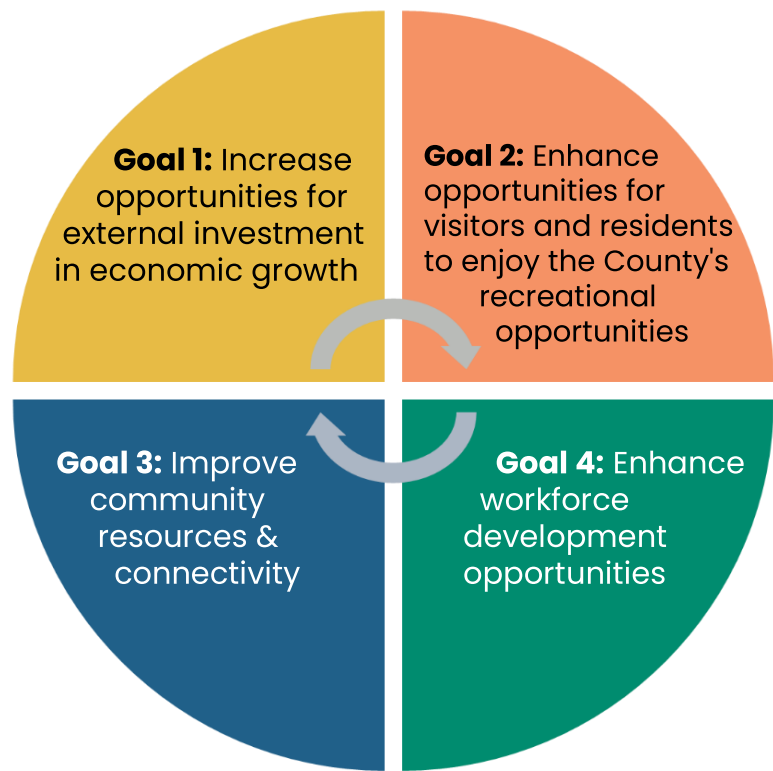 Goal 1: Increase
opportunities for
external investment
in economic growth
Goal 2: Enhance
opportunities for
visitors and residents
to enjoy the County's
recreational
opportunities
Goal 3: Improve
community
resources &
connectivity
Goal 4: Enhance
workforce
development
opportunities